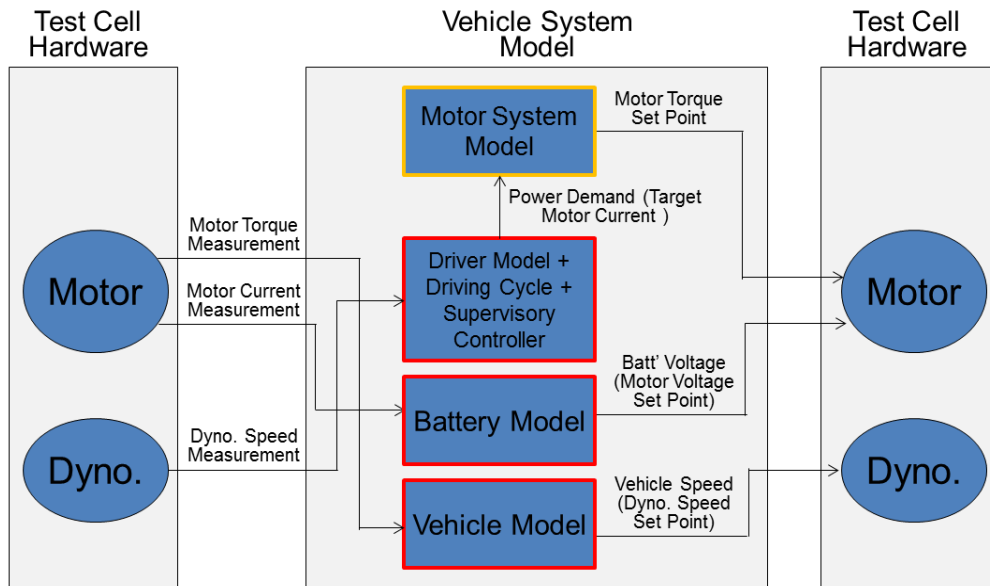 Test Cell
Hardware
Vehicle System
Model
Test Cell
Hardware
Motor System
Model
Motor Torque
Set Point
Power Demand (Target
Motor Current )
Motor Torque
Measurement
Motor
Motor Current
Measurement
Driver Model +
Driving Cycle +
Supervisory
Controller
Motor
Batt’ Voltage
(Motor Voltage
Set Point)
Battery Model
Dyno. Speed
Measurement
Dyno.
Vehicle Model
Vehicle Speed
(Dyno. Speed
Set Point)
Dyno.